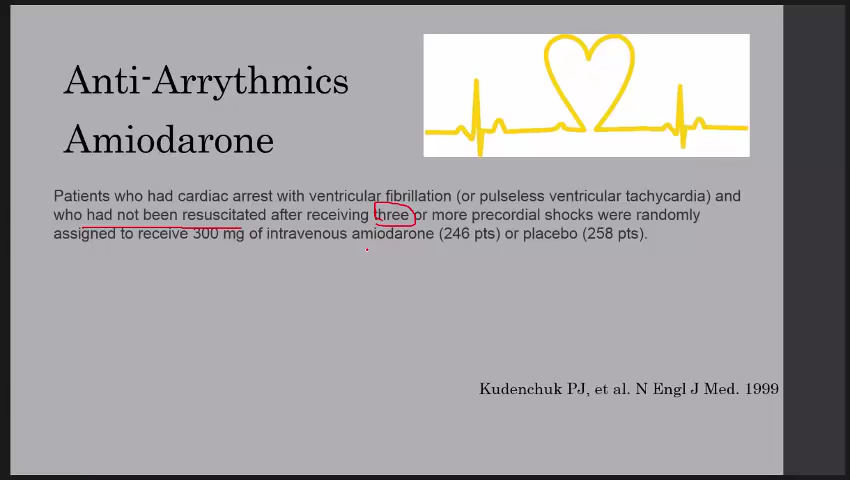 Anti-Arrythmics
Amiodarone
Patients who had cardiac arrest with ventricular fibrillation (or pulseless ventricular tachycardia) and
who had not been resuscitated after receiving three or more precordial shocks were randomly
assigned to receive 300 mg of intravenous amiodarone (246 pts) or placebo (258 pts).
Kudenchuk PJ, et al. N Engl J Med. 1999